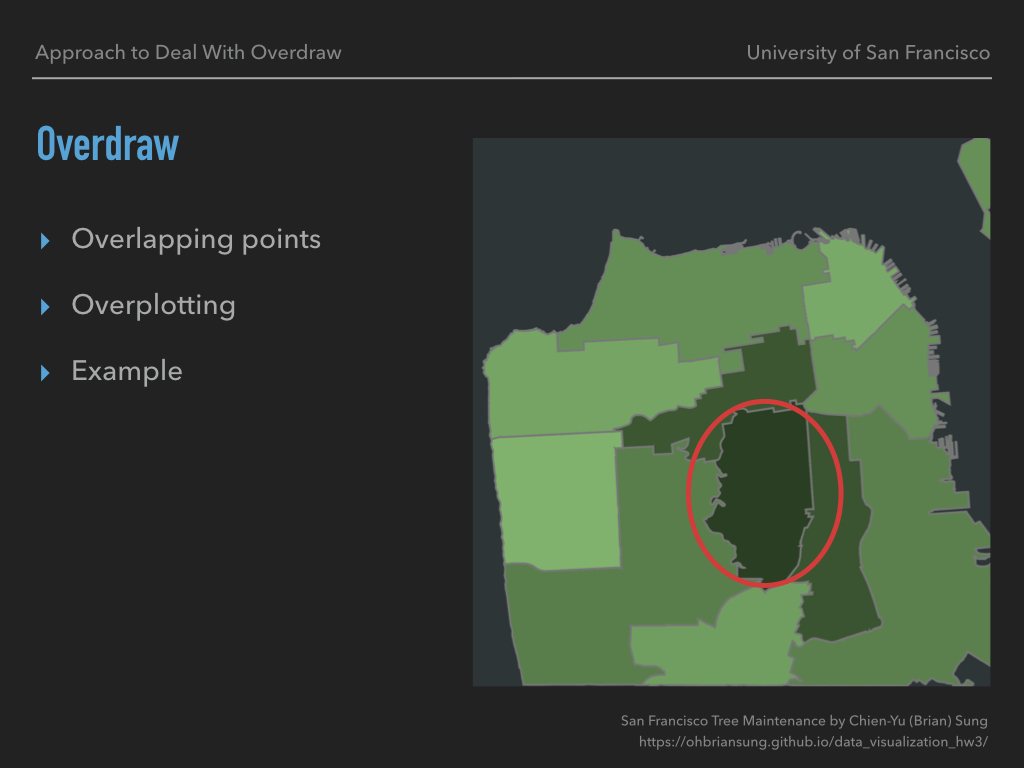 Approach to Deal With Overdraw
University of San Francisco
Overdraw
Overlapping points
Overplotting
Example
San Francisco Tree Maintenance by Chien-Yu (Brian) Sung
https://ohbriansung.github.io/data_visualization_hw3/